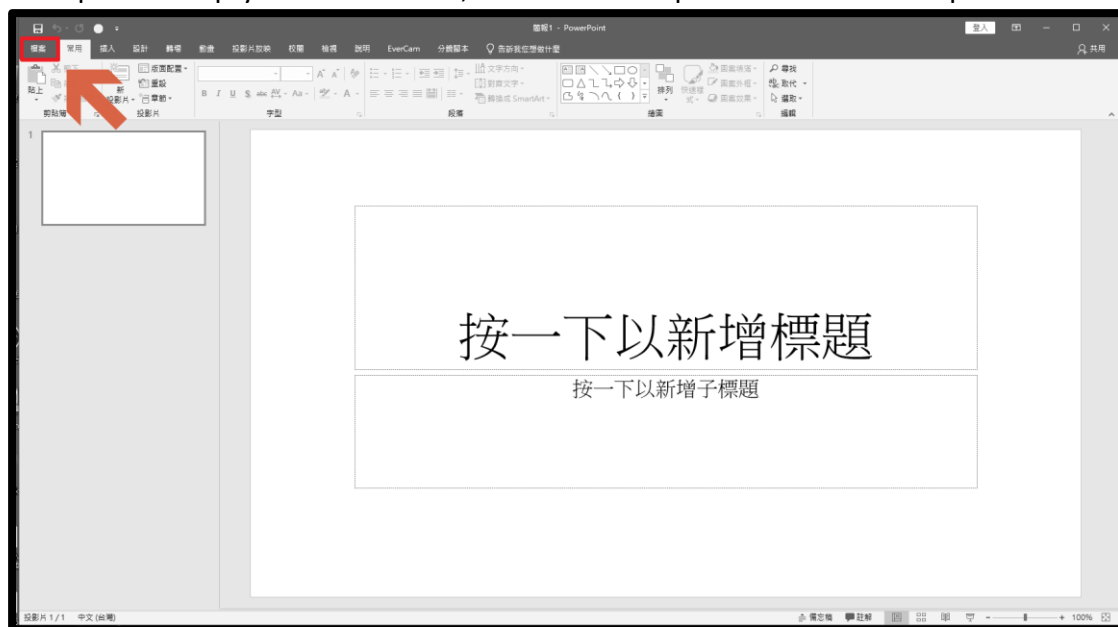 簡報1 - PowerPoint
登入
檔案 常用 插入 設計 轉場 動畫 投影片放映 校閱 檢視 說明 EverCam 分鏡腳本 告訴我您想做什麼 共用
貼上
新
投影片
版面配置
重設
章節
B I U S abc AV Aa A
文字方向
對齊文字
轉換成 SmartArt
排列
快速樣
式
圖案填滿
圖案外框
圖案效果
尋找
取代
選取
剪貼簿 投影片 字型 段落 繪圖 編輯
1
按一下以新增標題
按一下以新增子標題
投影片 1 / 1 中文 (台灣) 備忘稿 註解 100%